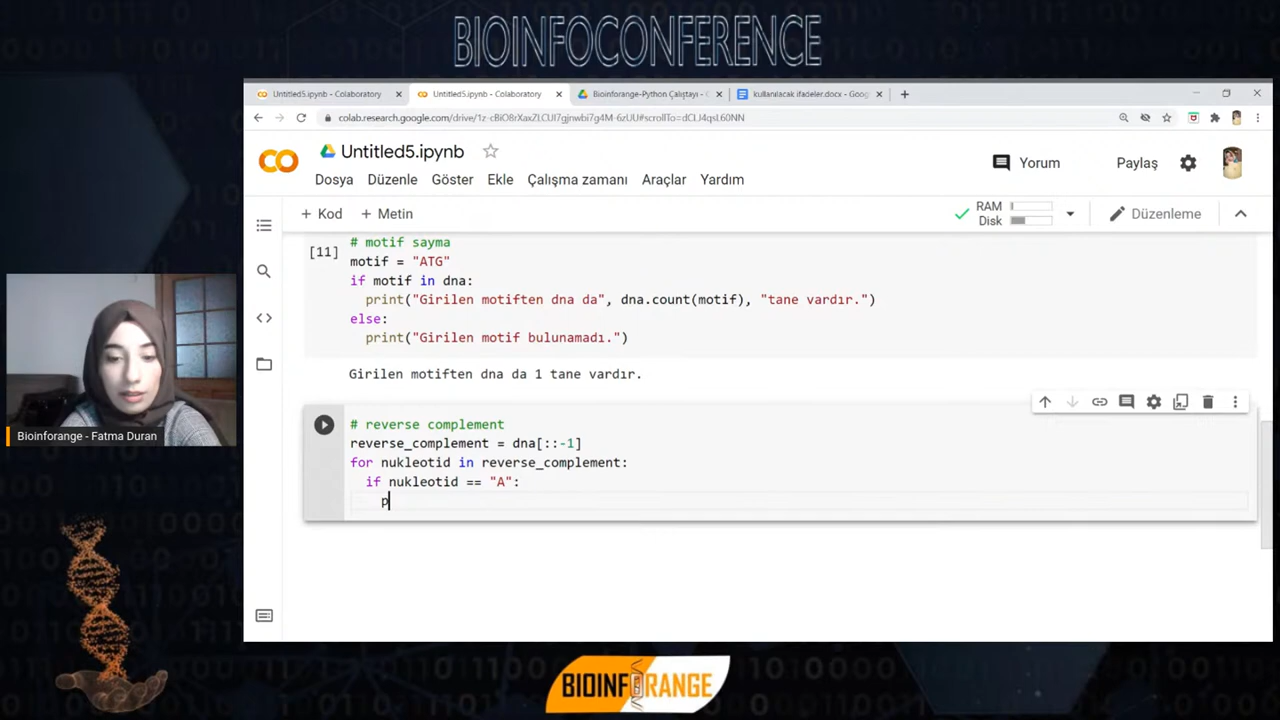 BIOINFOCONFERENCE
Untitled5.ipynb - Colaboratory
Untitled5.ipynb - Colaboratory
Bioinforange-Python Çalıştayı - 
kullanılacak ifadeler.docx - Goog
Untitled5.ipynb
Yorum
Paylaş
Dosya Düzenle Göster Ekle Çalışma zamanı Araçlar Yardım
+ Kod + Metin
RAM
Disk
Düzenleme
# motif sayma
[11] motif = "ATG"
if motif in dna:
print("Girilen motiften dna da", dna.count(motif), "tane vardır.")
else:
print("Girilen motif bulunamadı.")
Girilen motiften dna da 1 tane vardır.
# reverse complement
reverse_complement = dna[::-1]
for nukleotid in reverse_complement:
if nukleotid == "A":
p
Bioinforange - Fatma Duran
BIOINFORANGE